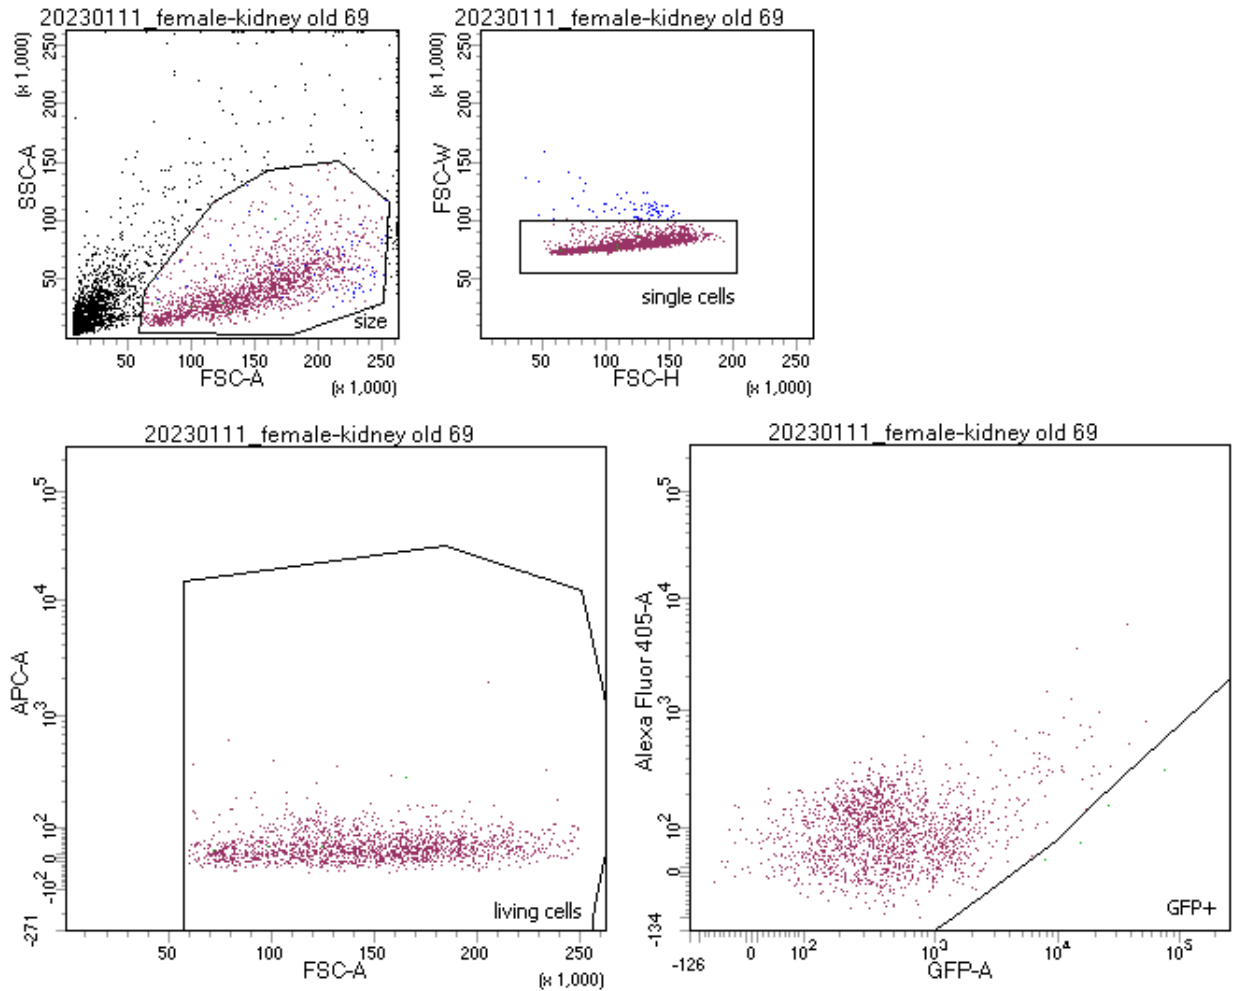 20230111_female-kidney old 69
(x 1,000)
250
200
150
100
50
SSC-A
size
50 100 150 200 250
FSC-A
(x 1,000)
20230111_female-kidney old 69
(x 1,000)
250
200
150
100
50
FSC-W
single cells
50 100 150 200 250
FSC-H
(x 1,000)
20230111_female-kidney old 69
10^5
10^4
10^3
10^2
0
-10^2
-271
APC-A
living cells
50 100 150 200 250
FSC-A
(x 1,000)
20230111_female-kidney old 69
10^5
10^4
10^3
10^2
0
-134
Alexa Fluor 405-A
GFP+
-126 0 10^2 10^3 10^4 10^5
GFP-A